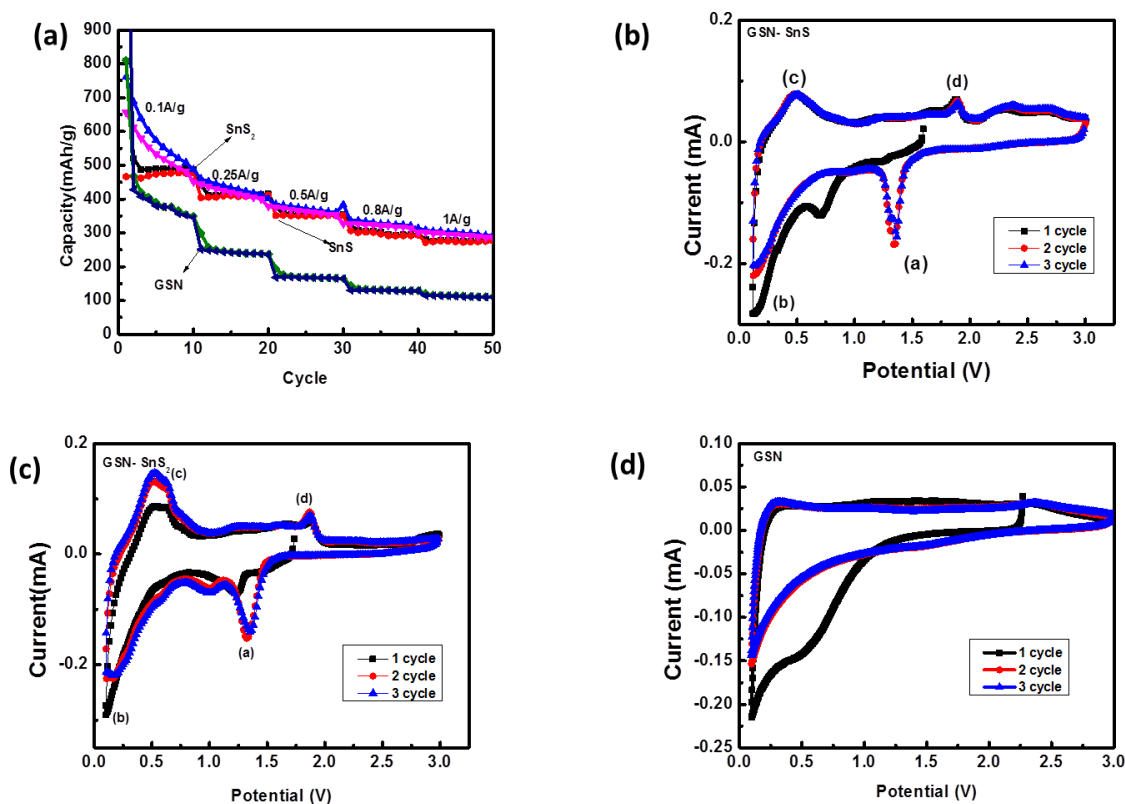 (a)
900
800
700
600
500
400
300
200
100
0
Capacity(mAh/g)
0.1A/g
SnS2
0.25A/g
0.5A/g
0.8A/g
1A/g
SnS
GSN
0 10 20 30 40 50
Cycle
(b)
GSN- SnS
0.2
0.0
-0.2
Current (mA)
(c)
(d)
(a)
(b)
1 cycle
2 cycle
3 cycle
0.0 0.5 1.0 1.5 2.0 2.5 3.0
Potential (V)
(c)
GSN- SnS2
0.2
0.0
-0.2
Current(mA)
(c)
(d)
(a)
(b)
1 cycle
2 cycle
3 cycle
0.0 0.5 1.0 1.5 2.0 2.5 3.0
Potential (V)
(d)
GSN
0.10
0.05
0.00
-0.05
-0.10
-0.15
-0.20
-0.25
Current (mA)
1 cycle
2 cycle
3 cycle
0.0 0.5 1.0 1.5 2.0 2.5 3.0
Potential (V)